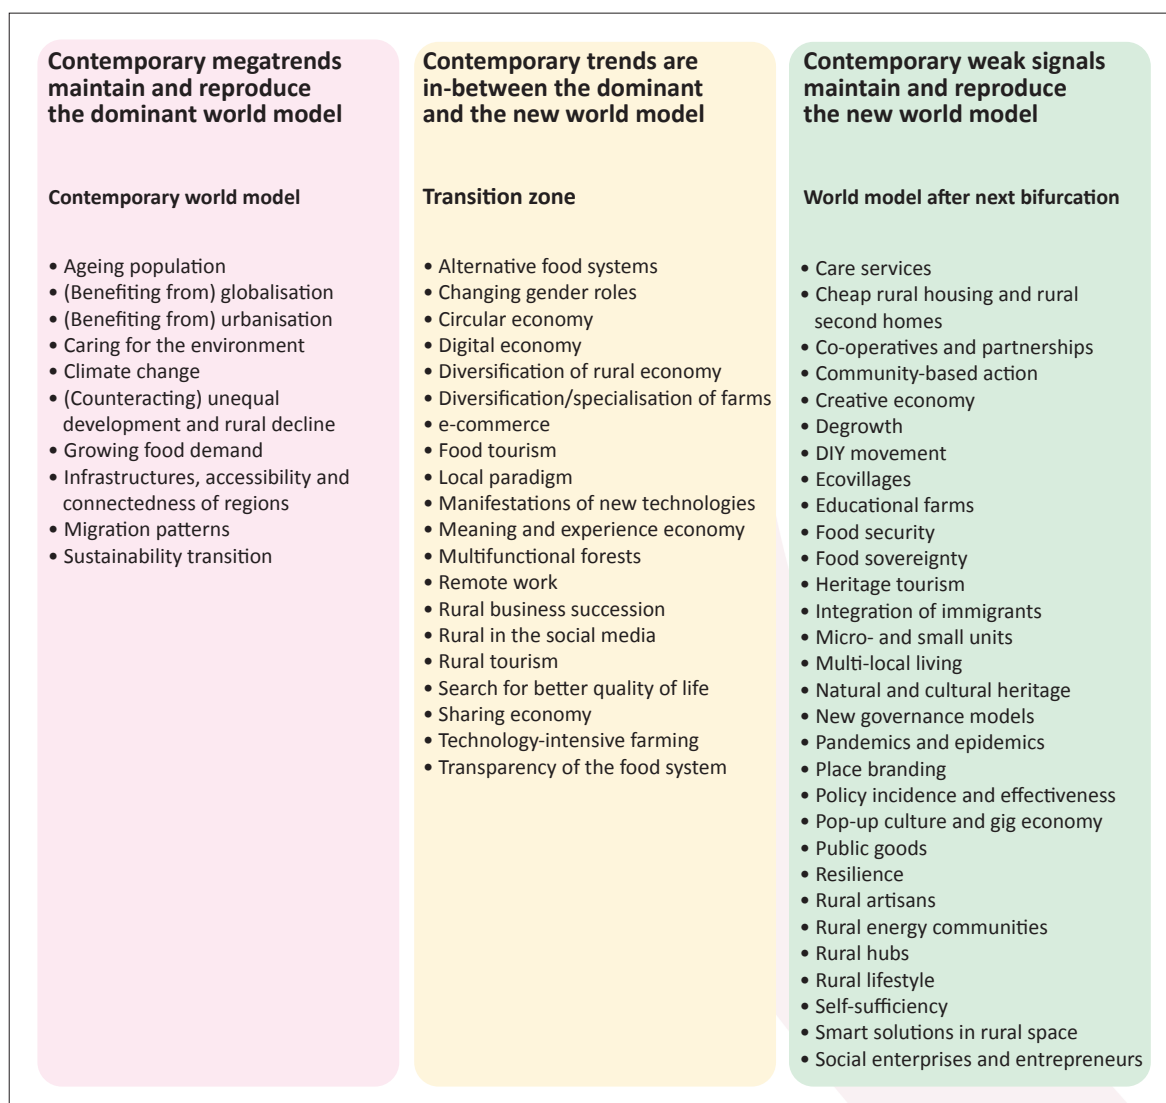 Contemporary megatrends
maintain and reproduce
the dominant world model
Contemporary world model
• Ageing population
• (Benefiting from) globalisation
• (Benefiting from) urbanisation
• Caring for the environment
• Climate change
• (Counteracting) unequal
development and rural decline
• Growing food demand
• Infrastructures, accessibility and
connectedness of regions
• Migration patterns
• Sustainability transition
Contemporary trends are
in-between the dominant
and the new world model
Transition zone
• Alternative food systems
• Changing gender roles
• Circular economy
• Digital economy
• Diversification of rural economy
• Diversification/specialisation of farms
• e-commerce
• Food tourism
• Local paradigm
• Manifestations of new technologies
• Meaning and experience economy
• Multifunctional forests
• Remote work
• Rural business succession
• Rural in the social media
• Rural tourism
• Search for better quality of life
• Sharing economy
• Technology-intensive farming
• Transparency of the food system
Contemporary weak signals
maintain and reproduce
the new world model
World model after next bifurcation
• Care services
• Cheap rural housing and rural
second homes
• Co-operatives and partnerships
• Community-based action
• Creative economy
• Degrowth
• DIY movement
• Ecovillages
• Educational farms
• Food security
• Food sovereignty
• Heritage tourism
• Integration of immigrants
• Micro- and small units
• Multi-local living
• Natural and cultural heritage
• New governance models
• Pandemics and epidemics
• Place branding
• Policy incidence and effectiveness
• Pop-up culture and gig economy
• Public goods
• Resilience
• Rural artisans
• Rural energy communities
• Rural hubs
• Rural lifestyle
• Self-sufficiency
• Smart solutions in rural space
• Social enterprises and entrepreneurs